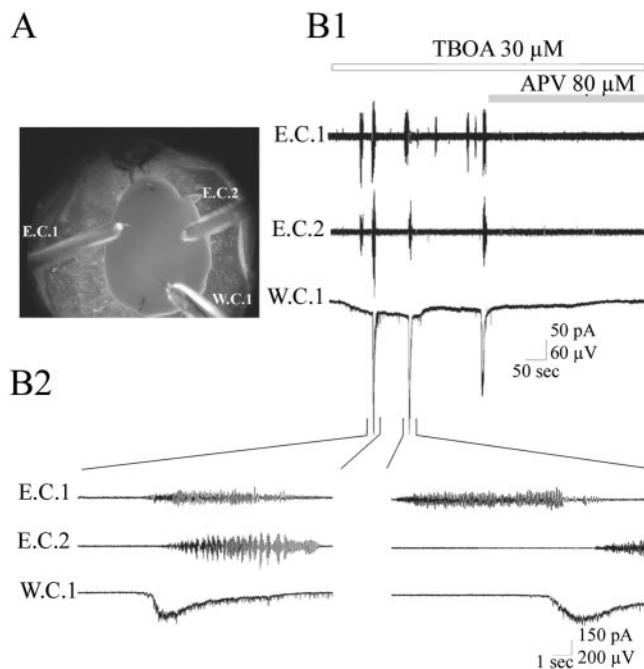 A
B1
TBOA 30 µM
APV 80 µM
E.C.1
E.C.2
E.C.1
E.C.2
W.C.1
W.C.1
50 pA
60 µV
50 sec
B2
E.C.1
E.C.2
W.C.1
150 pA
1 sec
200 µV